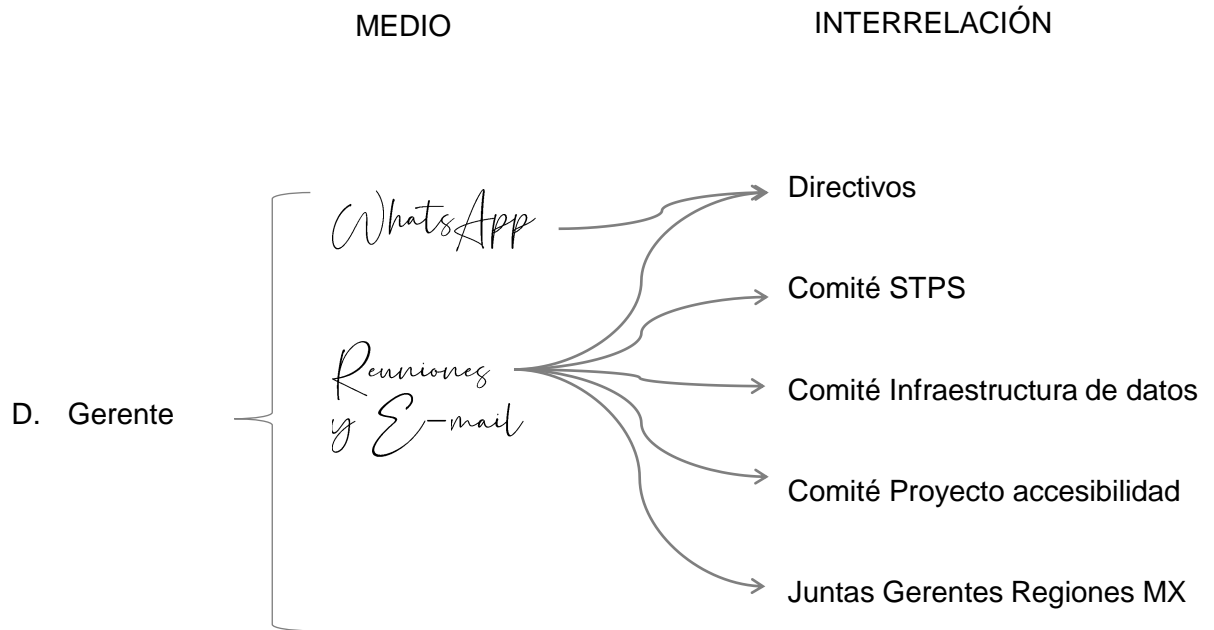 MEDIO
INTERRELACIÓN
WhatsApp
Reuniones
y E-mail
D. Gerente
Directivos
Comité STPS
Comité Infraestructura de datos
Comité Proyecto accesibilidad
Juntas Gerentes Regiones MX